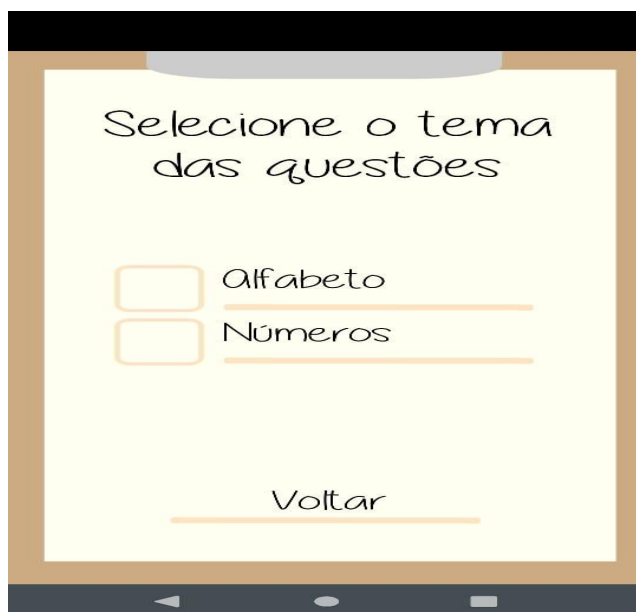 Selecione o tema
das questões
Alfabeto
Números
Voltar